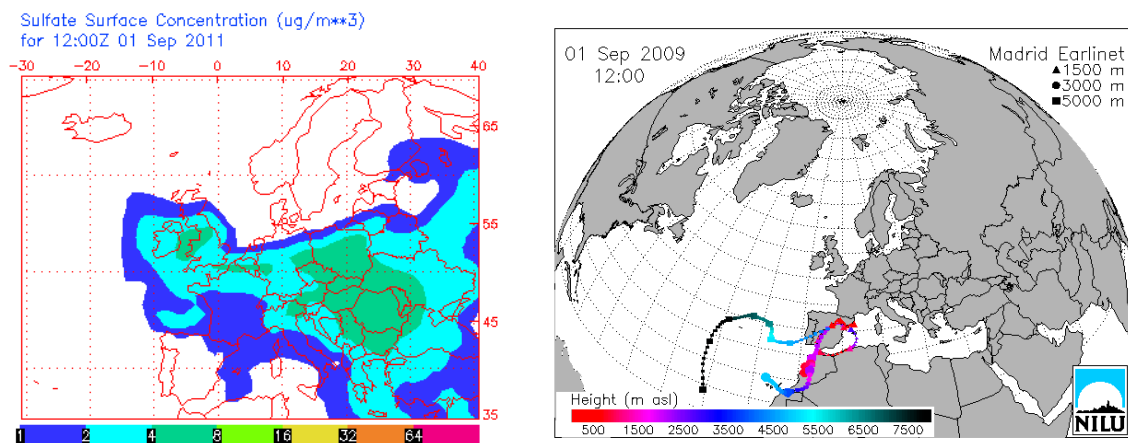 Sulfate Surface Concentration (ug/m**3)
for 12:00Z 01 Sep 2011
-30 -20 -10 0 10 20 30 40
65
55
45
35
1 2 4 8 16 32 64
01 Sep 2009
12:00
Madrid Earlinet
▲ 1500 m
● 3000 m
■ 5000 m
Height (m asl)
500 1500 2500 3500 4500 5500 6500 7500
NILU